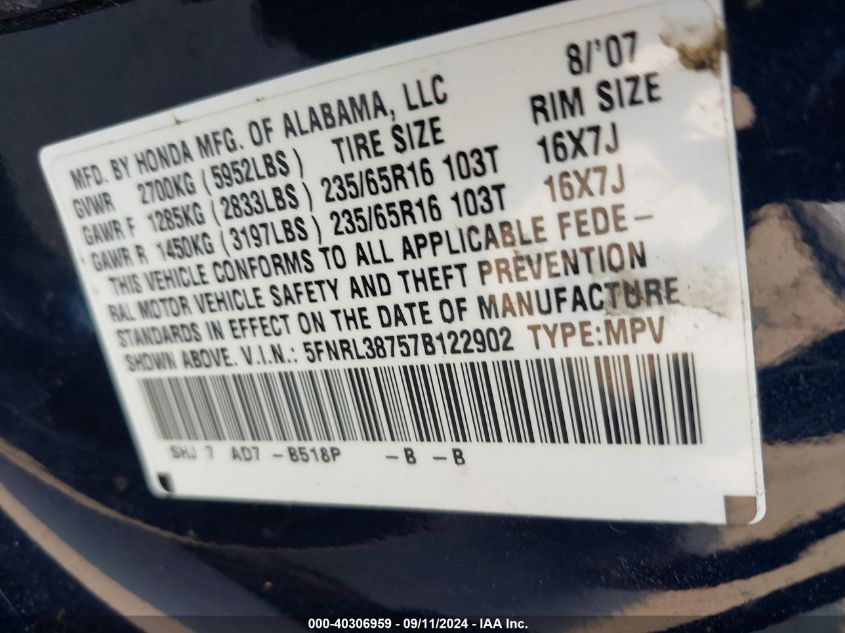 MFD. BY HONDA MFG. OF ALABAMA, LLC 8/'07
GVWR 2700KG (5952LBS) TIRE SIZE RIM SIZE
GAWR F 1285KG (2833LBS) 235/65R16 103T 16X7J
GAWR R 1450KG (3197LBS) 235/65R16 103T 16X7J
THIS VEHICLE CONFORMS TO ALL APPLICABLE FEDE-
RAL MOTOR VEHICLE SAFETY AND THEFT PREVENTION
STANDARDS IN EFFECT ON THE DATE OF MANUFACTURE
SHOWN ABOVE. V.I.N.: 5FNRL38757B122902 TYPE:MPV
SHJ 7 AD7 -B518P -B -B
000-40306959 - 09/11/2024 - IAA Inc.